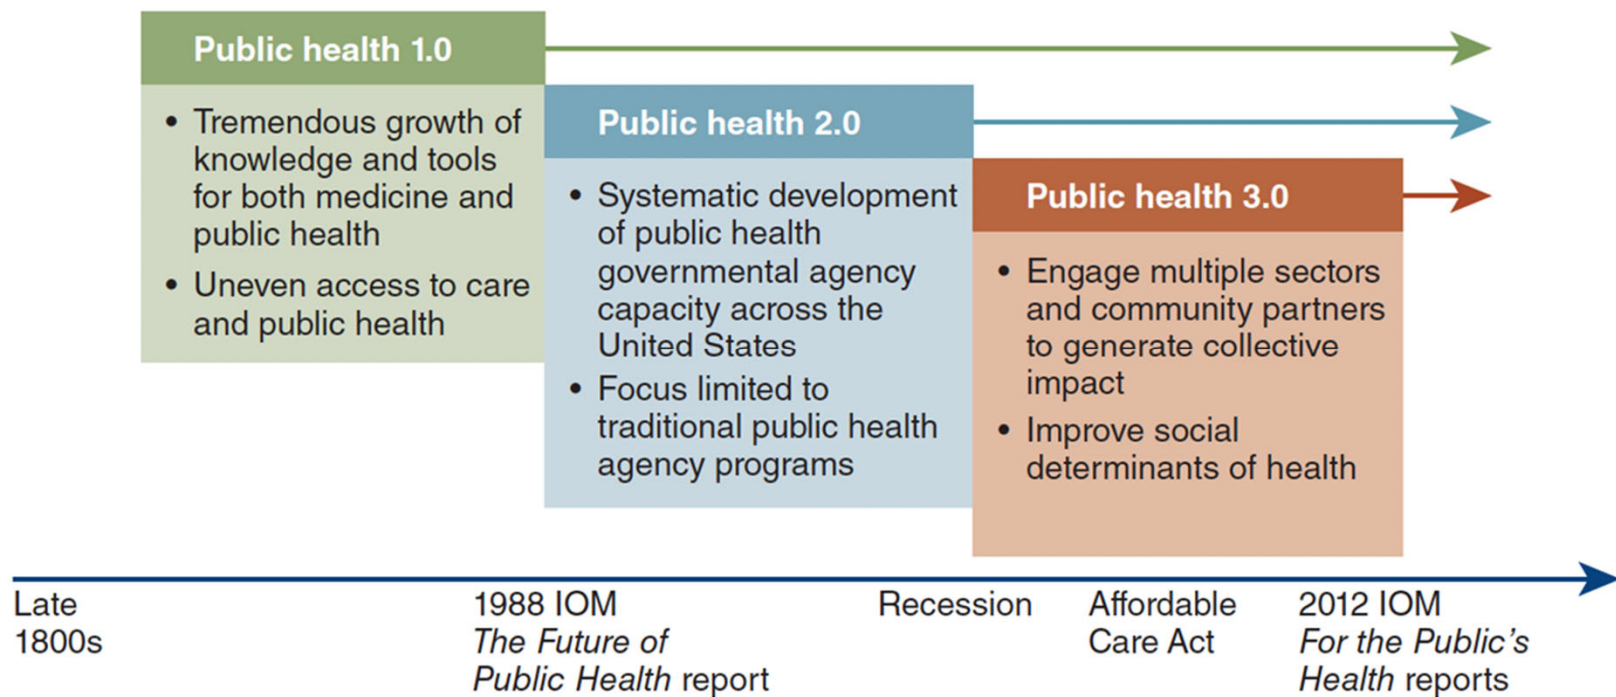 Public health 1.0
• Tremendous growth of
knowledge and tools
for both medicine and
public health
• Uneven access to care
and public health
Public health 2.0
• Systematic development
of public health
governmental agency
capacity across the
United States
• Focus limited to
traditional public health
agency programs
Public health 3.0
• Engage multiple sectors
and community partners
to generate collective
impact
• Improve social
determinants of health
Late
1800s
1988 IOM
The Future of
Public Health report
Recession
Affordable
Care Act
2012 IOM
For the Public's
Health reports